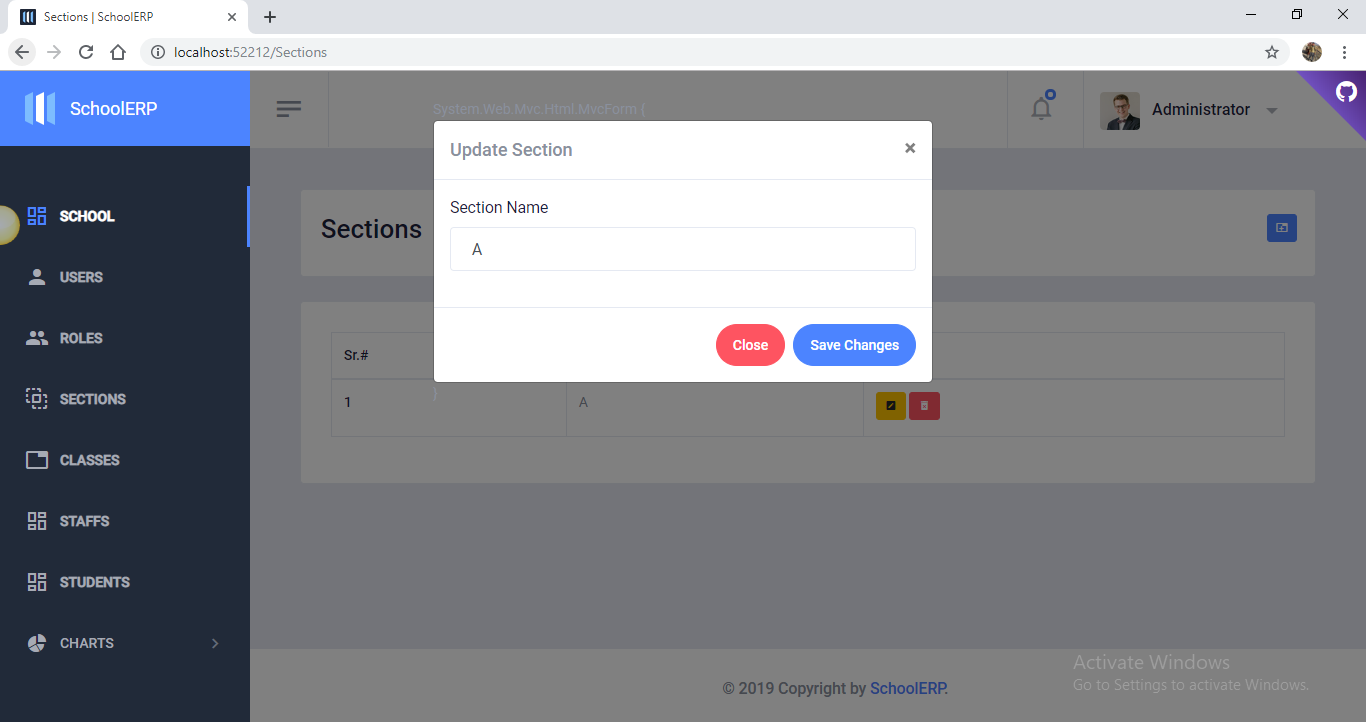 Sections | SchoolERP
localhost:52212/Sections
SchoolERP
System.Web.Mvc.Html.MvcForm {
Administrator
Update Section
×
Section Name
A
Close
Save Changes
}
SCHOOL
USERS
ROLES
SECTIONS
CLASSES
STAFFS
STUDENTS
CHARTS
Sections
Sr.#
1
A
© 2019 Copyright by SchoolERP.
Activate Windows
Go to Settings to activate Windows.